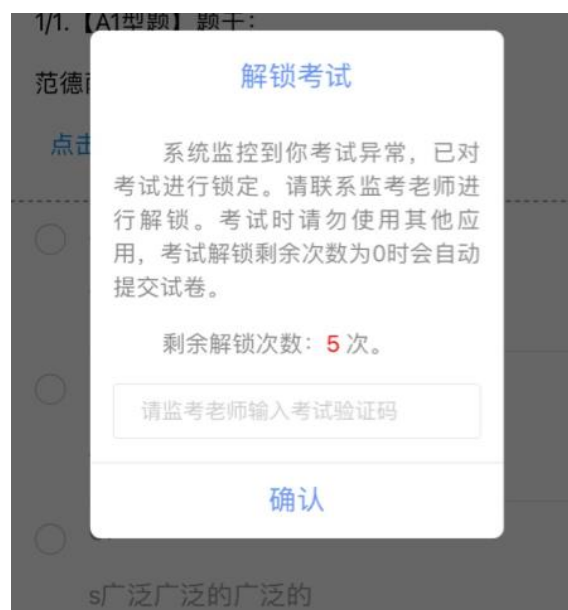 1/1.【A1型题】题干：
范德
解锁考试
点击
系统监控到你考试异常，已对
考试进行锁定。请联系监考老师进
行解锁。考试时请勿使用其他应
用，考试解锁剩余次数为0时会自动
提交试卷。
剩余解锁次数：5 次。
请监考老师输入考试验证码
确认
s广泛广泛的广泛的